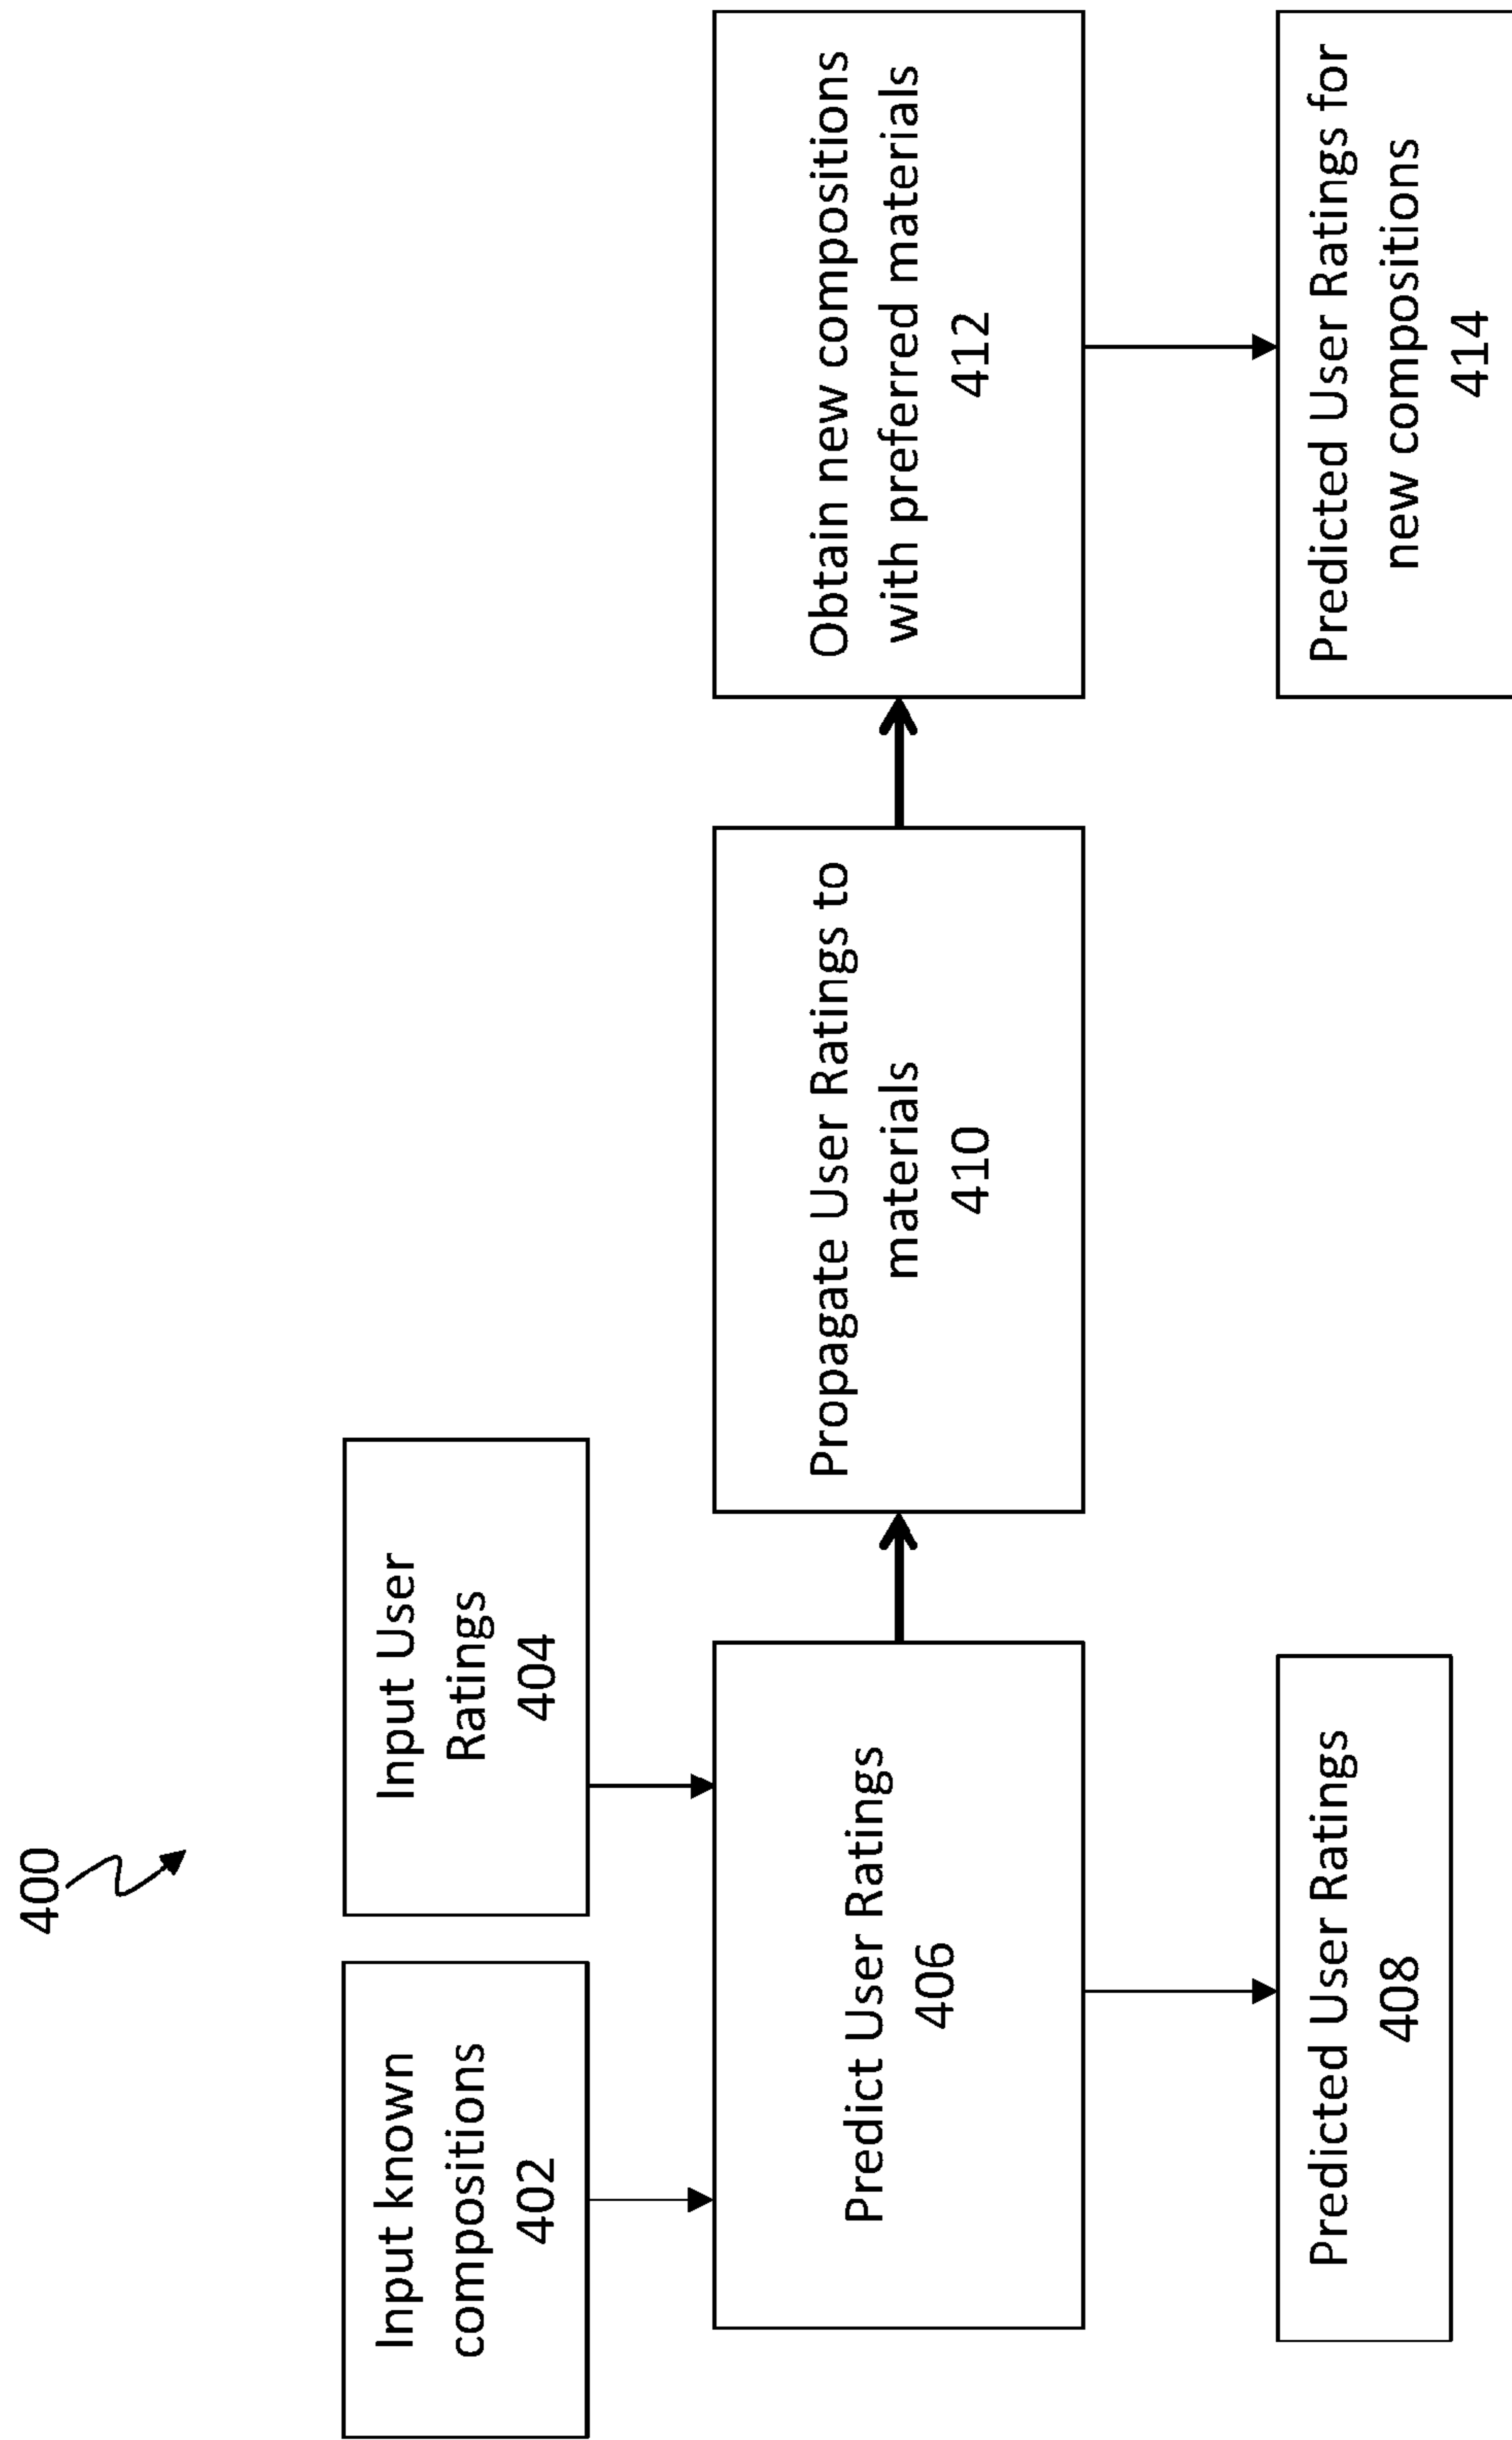 400
Input known
compositions
402
Input User
Ratings
404
Predict User Ratings
406
Predicted User Ratings
408
Propagate User Ratings to
materials
410
Obtain new compositions
with preferred materials
412
Predicted User Ratings for
new compositions
414